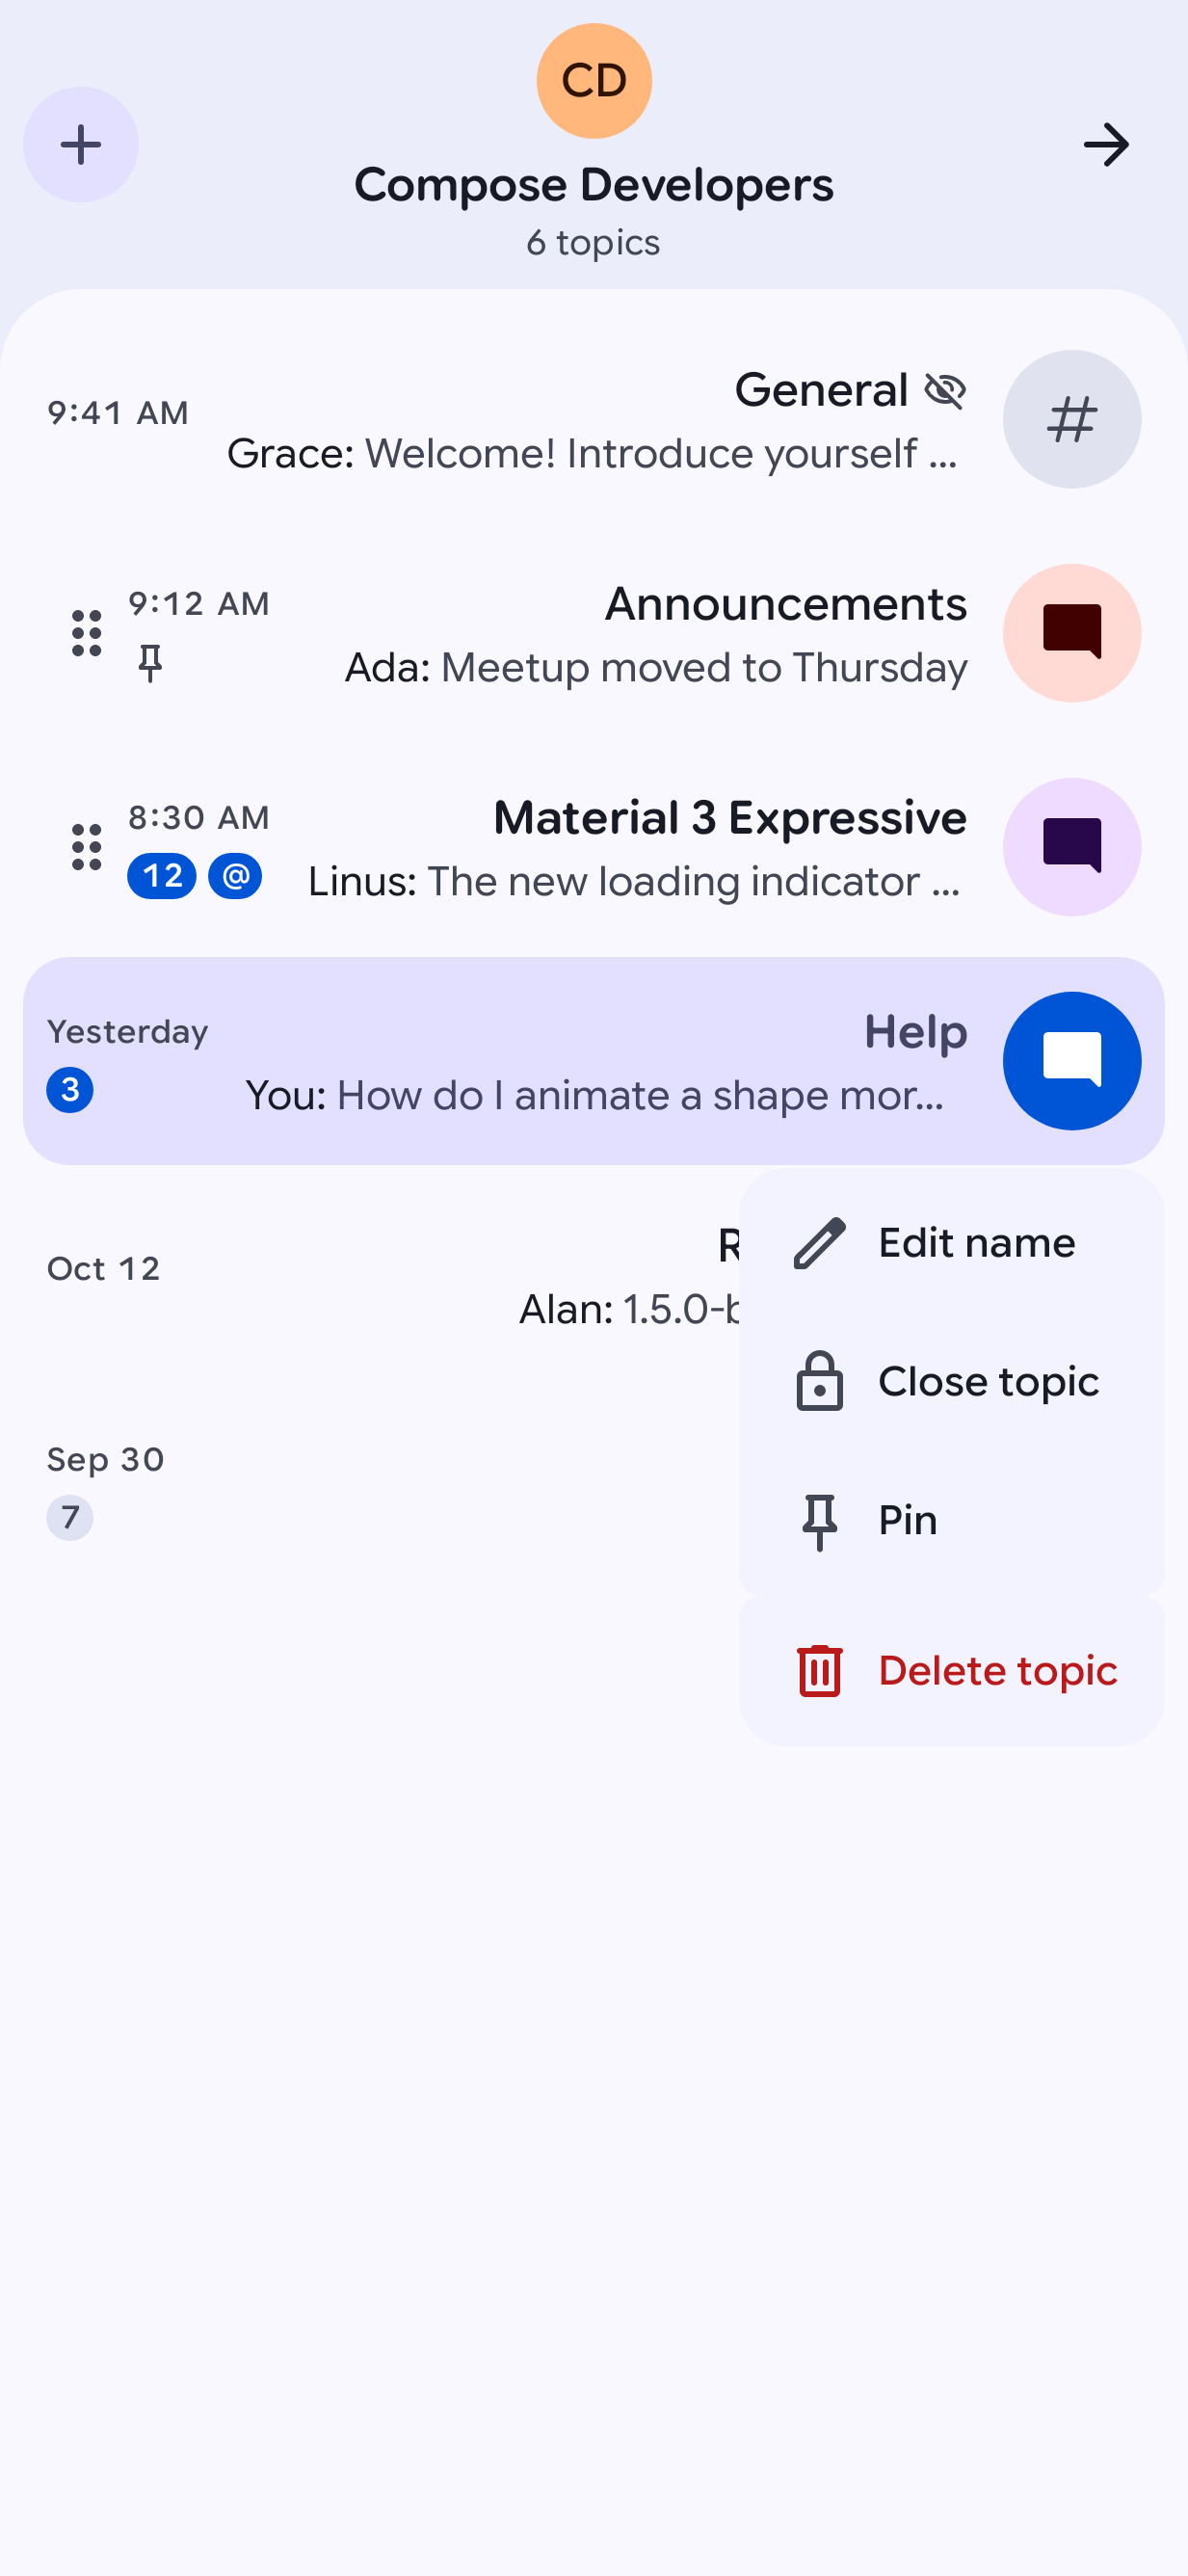 CD
Compose Developers
6 topics
General
9:41 AM
Grace: Welcome! Introduce yourself ...
Announcements
9:12 AM
Ada: Meetup moved to Thursday
Material 3 Expressive
8:30 AM
Linus: The new loading indicator ...
12 @
Help
Yesterday
You: How do I animate a shape mor...
3
Oct 12
Alan: 1.5.0-
Sep 30
7
Edit name
Close topic
Pin
Delete topic